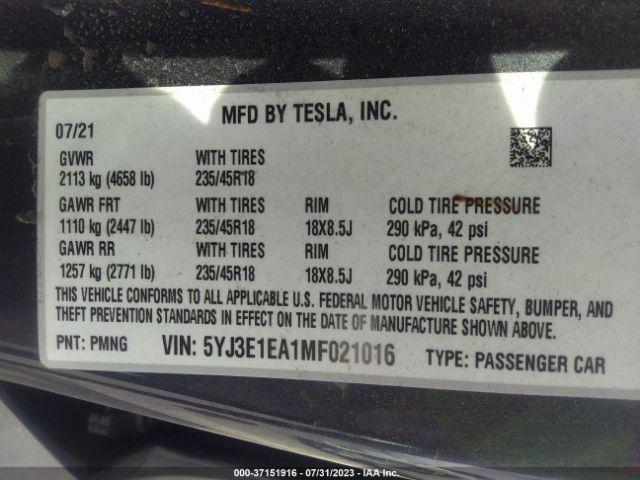 MFD BY TESLA, INC.
07/21
GVWR WITH TIRES
2113 kg (4658 lb) 235/45R18
GAWR FRT WITH TIRES RIM COLD TIRE PRESSURE
1110 kg (2447 lb) 235/45R18 18X8.5J 290 kPa, 42 psi
GAWR RR WITH TIRES RIM COLD TIRE PRESSURE
1257 kg (2771 lb) 235/45R18 18X8.5J 290 kPa, 42 psi
THIS VEHICLE CONFORMS TO ALL APPLICABLE U.S. FEDERAL MOTOR VEHICLE SAFETY, BUMPER, AND
THEFT PREVENTION STANDARDS IN EFFECT ON THE DATE OF MANUFACTURE SHOWN ABOVE.
PNT: PMNG VIN: 5YJ3E1EA1MF021016 TYPE: PASSENGER CAR
000-37151916 - 07/31/2023 - IAA Inc.